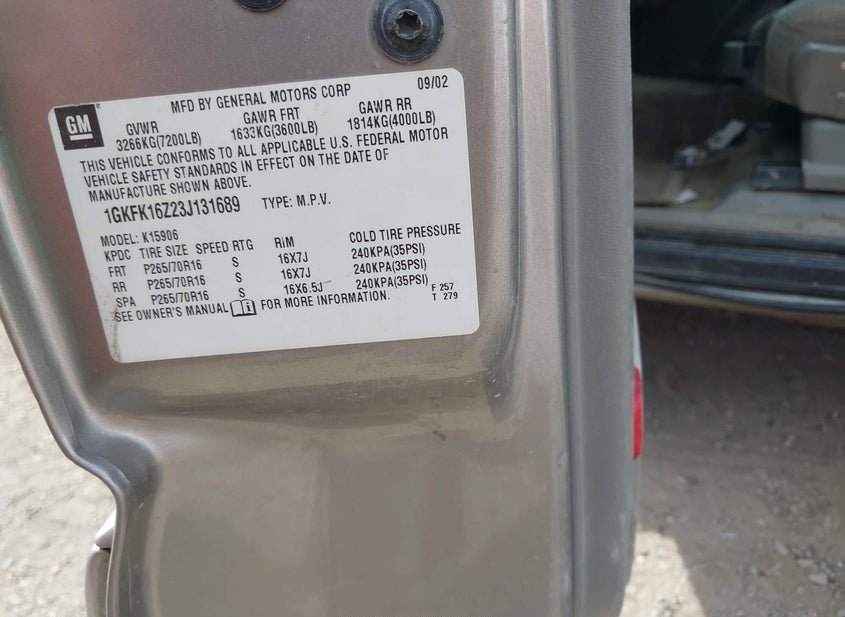 MFD BY GENERAL MOTORS CORP 09/02
GM
GVWR GAWR FRT GAWR RR
3266KG(7200LB) 1633KG(3600LB) 1814KG(4000LB)
THIS VEHICLE CONFORMS TO ALL APPLICABLE U.S. FEDERAL MOTOR
VEHICLE SAFETY STANDARDS IN EFFECT ON THE DATE OF
MANUFACTURE SHOWN ABOVE.
1GKFK16Z23J131689 TYPE: M.P.V.
MODEL: K15906
KPDC TIRE SIZE SPEED RTG RIM COLD TIRE PRESSURE
FRT P265/70R16 S 16X7J 240KPA(35PSI)
RR P265/70R16 S 16X7J 240KPA(35PSI)
SPA P265/70R16 S 16X6.5J 240KPA(35PSI)
SEE OWNER'S MANUAL FOR MORE INFORMATION.
F 257
T 279